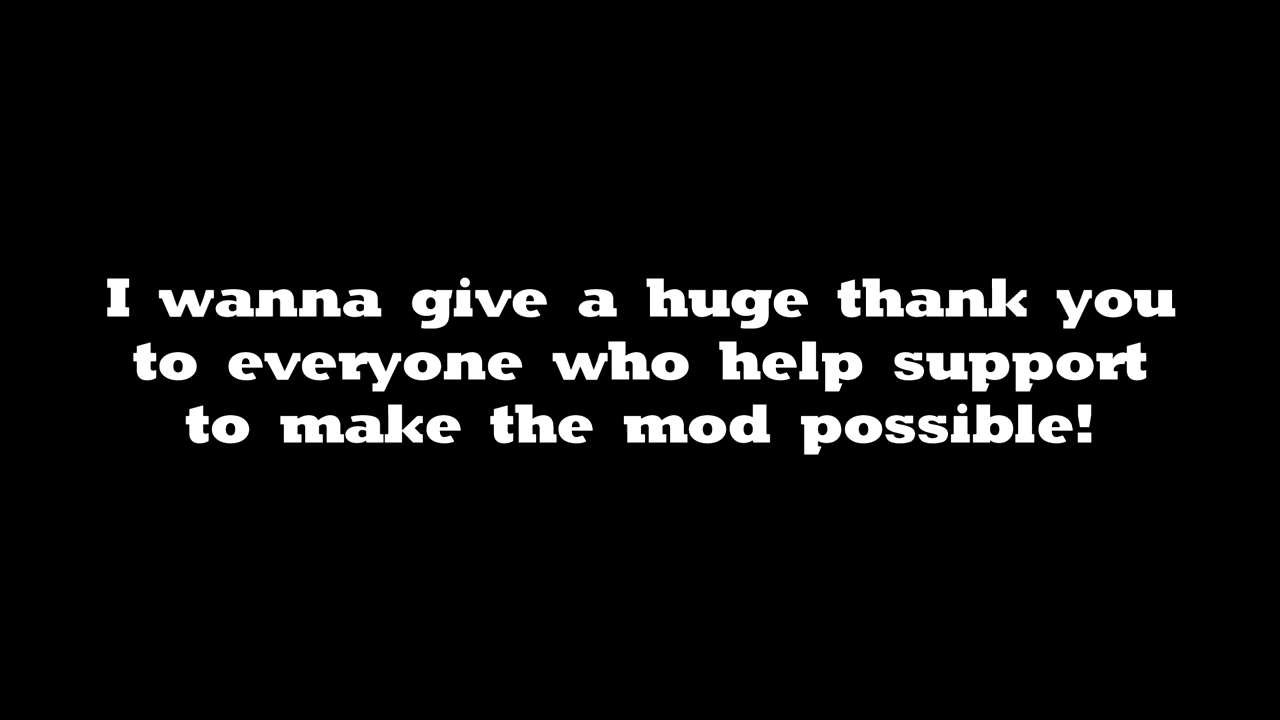 I wanna give a huge thank you
to everyone who help support
to make the mod possible!